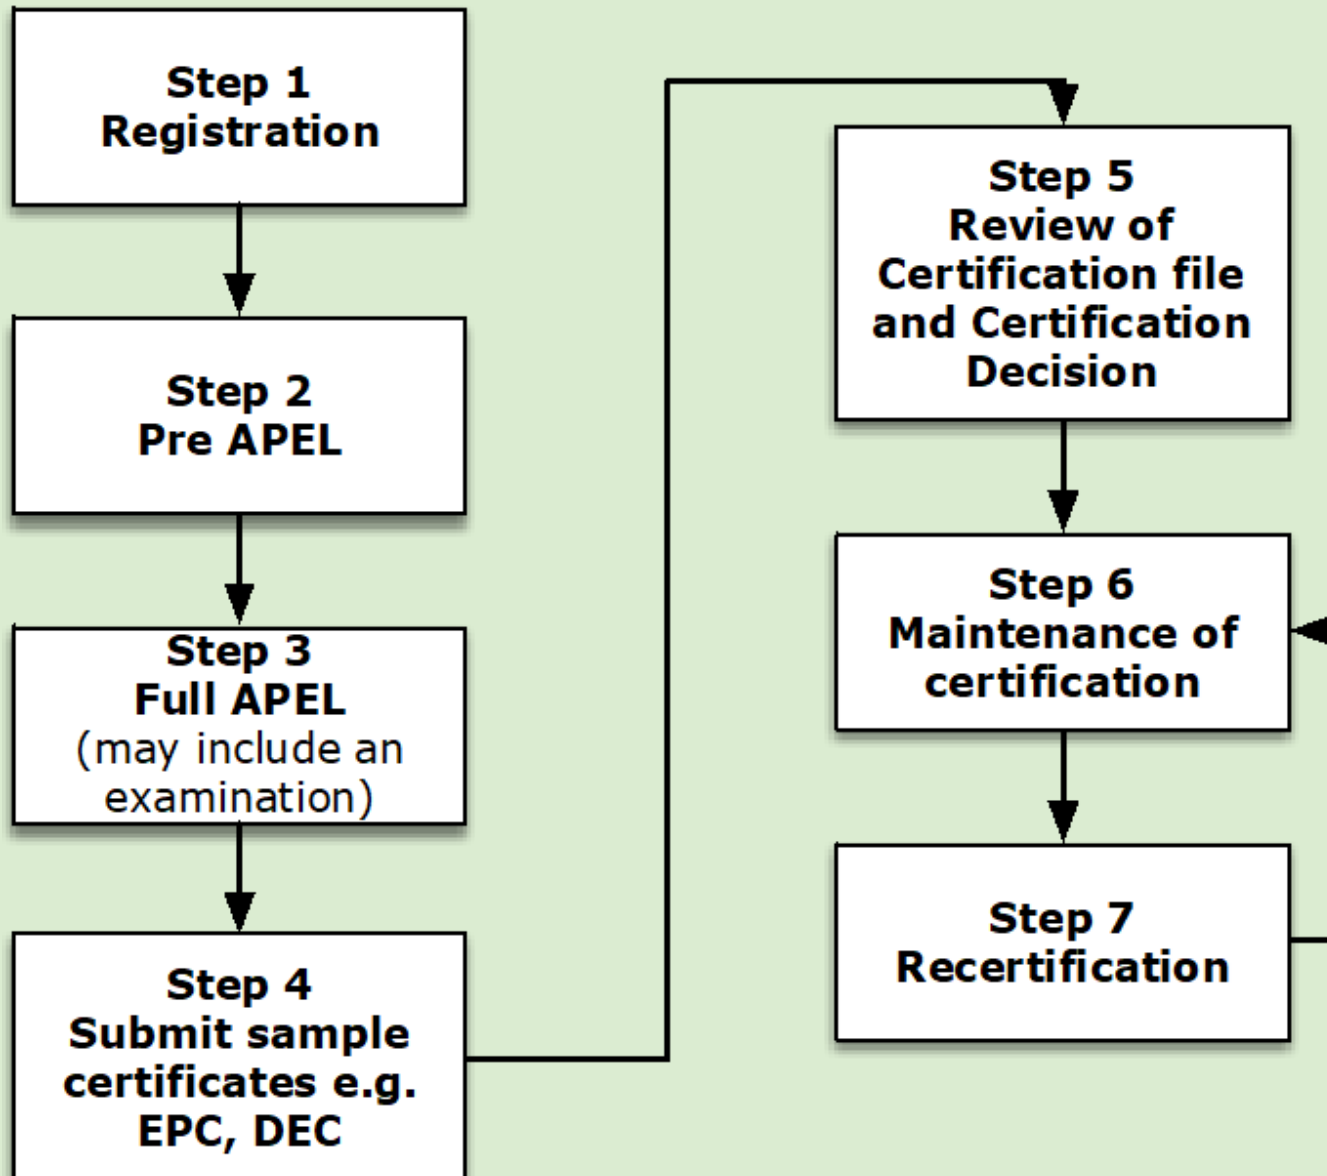 Step 1
Registration
Step 2
Pre APEL
Step 3
Full APEL
(may include an
examination)
Step 4
Submit sample
certificates e.g.
EPC, DEC
Step 5
Review of
Certification file
and Certification
Decision
Step 6
Maintenance of
certification
Step 7
Recertification